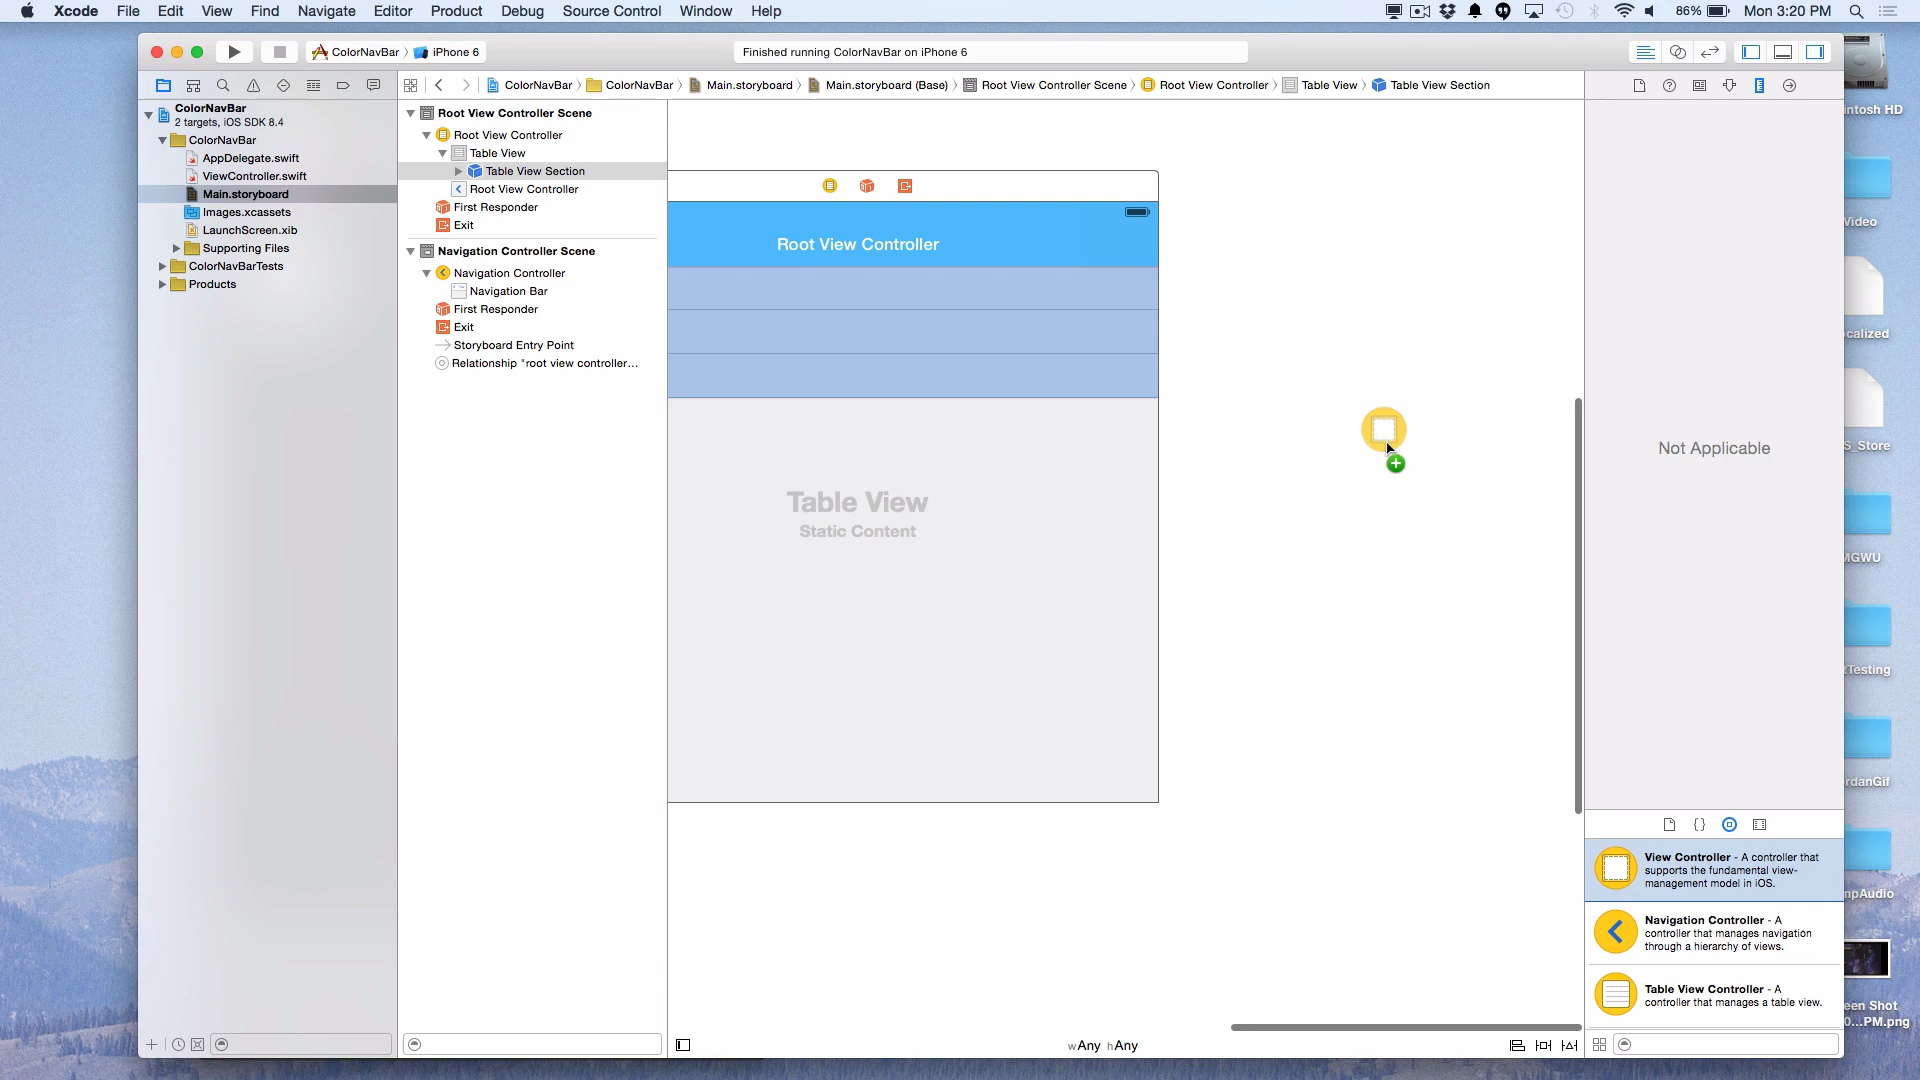 Xcode File Edit View Find Navigate Editor Product Debug Source Control Window Help 86% Mon 3:20 PM
ColorNavBar iPhone 6 Finished running ColorNavBar on iPhone 6
ColorNavBar ColorNavBar Main.storyboard Main.storyboard (Base) Root View Controller Scene Root View Controller Table View Table View Section
ColorNavBar
2 targets, iOS SDK 8.4
ColorNavBar
AppDelegate.swift
ViewController.swift
Main.storyboard
Images.xcassets
LaunchScreen.xib
Supporting Files
ColorNavBarTests
Products
Root View Controller Scene
Root View Controller
Table View
Table View Section
Root View Controller
First Responder
Exit
Navigation Controller Scene
Navigation Controller
Navigation Bar
First Responder
Exit
Storyboard Entry Point
Relationship "root view controller...
Root View Controller
Table View
Static Content
wAny hAny
Not Applicable
View Controller - A controller that
supports the fundamental view-
management model in iOS.
Navigation Controller - A
controller that manages navigation
through a hierarchy of views.
Table View Controller - A
controller that manages a table view.
intosh HD
Video
ocalized
S_Store
MGWU
tTesting
rdanGif
mpAudio
een Shot
0...PM.png